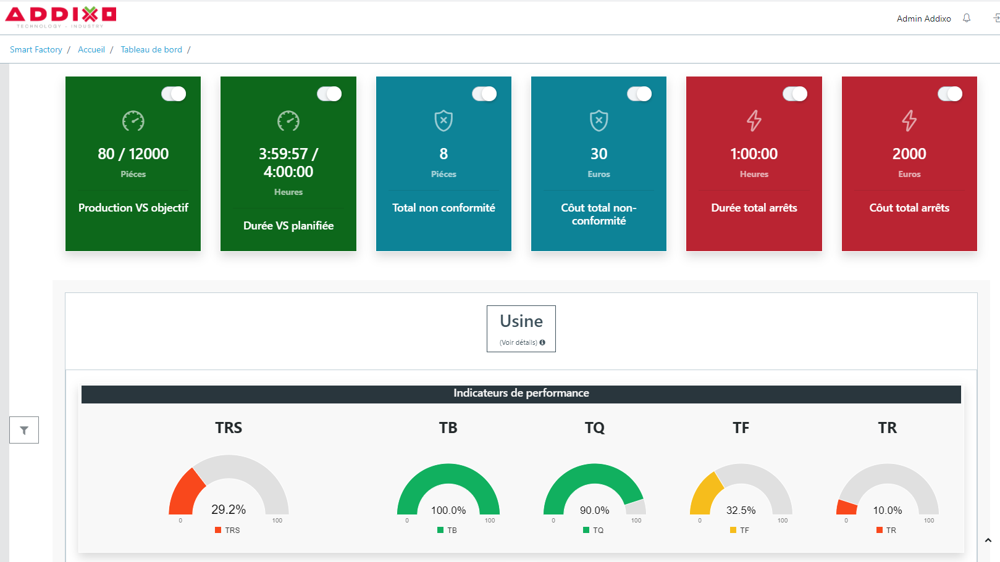 ADDIXO
TECHNOLOGY - INDUSTRY
Admin Addixo
Smart Factory / Accueil / Tableau de bord /
80 / 12000
Piéces
Production VS objectif
3:59:57 /
4:00:00
Heures
Durée VS planifiée
8
Piéces
Total non conformité
30
Euros
Côut total non-
conformité
1:00:00
Heures
Durée total arrêts
2000
Euros
Côut total arrêts
Usine
(Voir détails)
Indicateurs de performance
TRS
29.2%
0 100
TRS
TB
100.0%
0 100
TB
TQ
90.0%
0 100
TQ
TF
32.5%
0 100
TF
TR
10.0%
0 100
TR